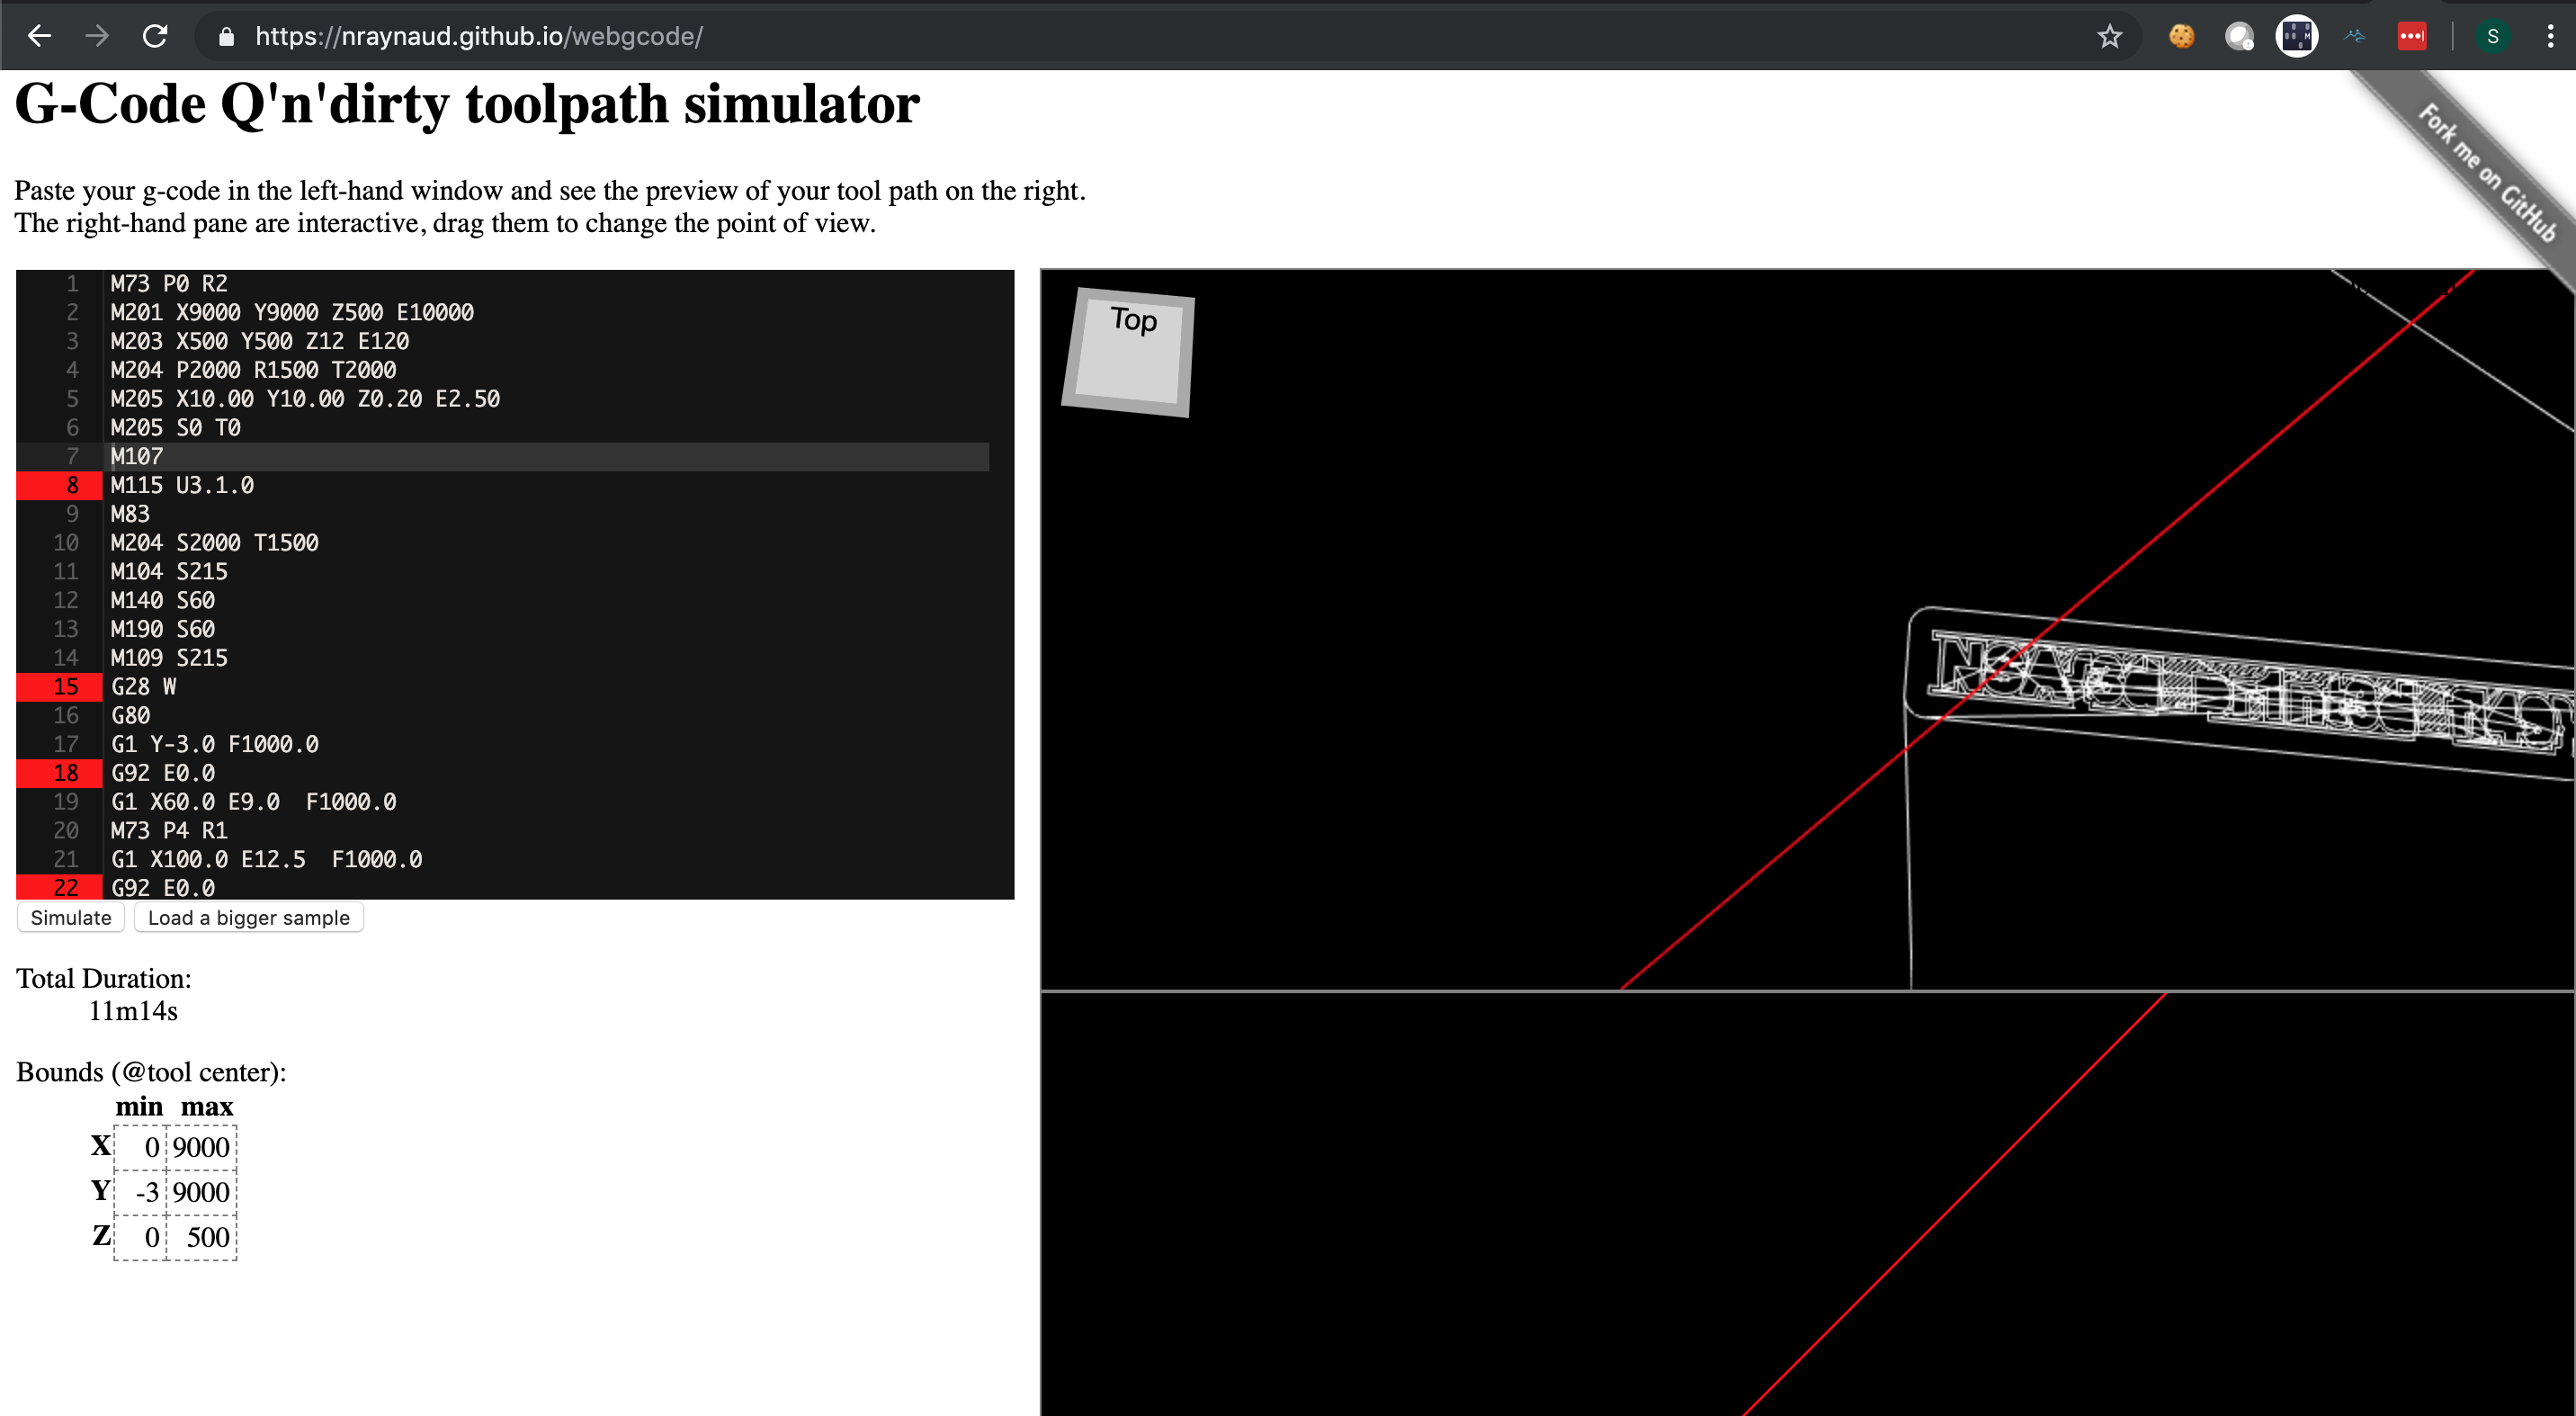 https://nraynaud.github.io/webgcode/
S
G-Code Q'n'dirty toolpath simulator
Fork me on GitHub
Paste your g-code in the left-hand window and see the preview of your tool path on the right.
The right-hand pane are interactive, drag them to change the point of view.
1 M73 P0 R2
2 M201 X9000 Y9000 Z500 E10000
3 M203 X500 Y500 Z12 E120
4 M204 P2000 R1500 T2000
5 M205 X10.00 Y10.00 Z0.20 E2.50
6 M205 S0 T0
7 M107
8 M115 U3.1.0
9 M83
10 M204 S2000 T1500
11 M104 S215
12 M140 S60
13 M190 S60
14 M109 S215
15 G28 W
16 G80
17 G1 Y-3.0 F1000.0
18 G92 E0.0
19 G1 X60.0 E9.0  F1000.0
20 M73 P4 R1
21 G1 X100.0 E12.5  F1000.0
22 G92 E0.0
Top
Simulate Load a bigger sample
Total Duration:
11m14s
Bounds (@tool center):
min max
X 0 9000
Y -3 9000
Z 0 500